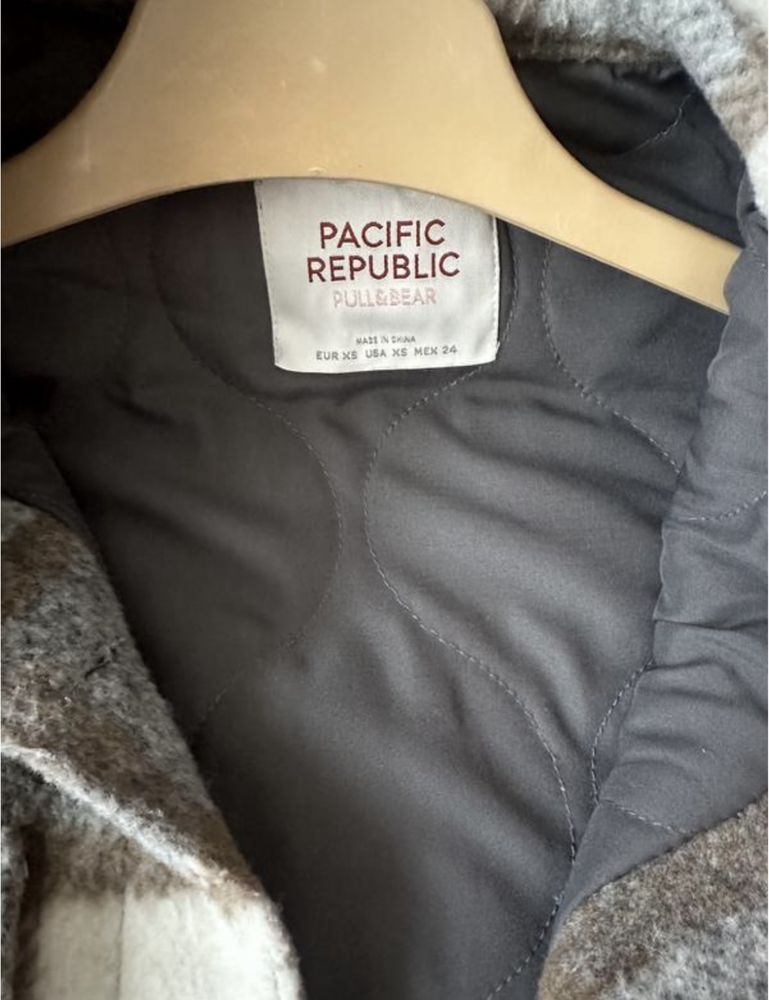 PACIFIC
REPUBLIC
PULL&BEAR
MADE IN CHINA
EUR XS USA XS MEX 24